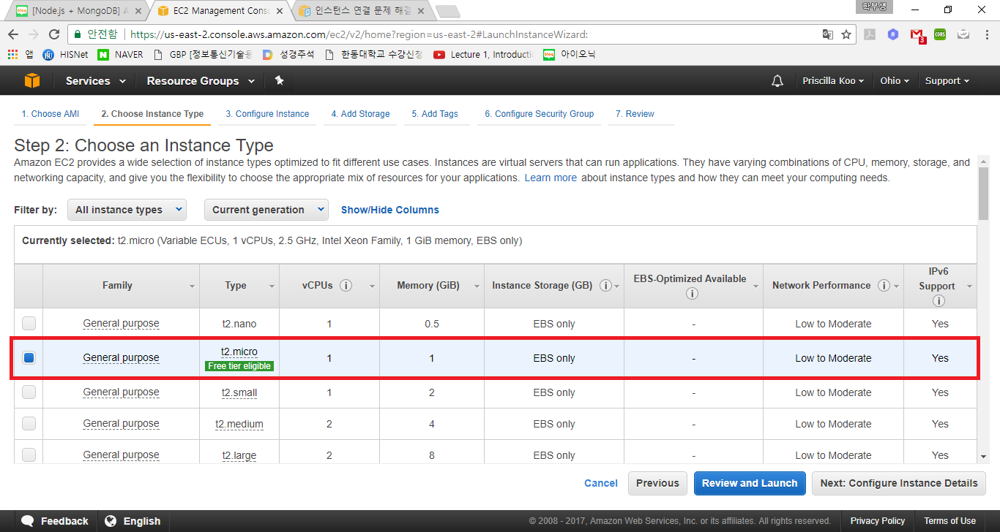 [Node.js + MongoDB] A
EC2 Management Conso
인스턴스 연결 문제 해결
학부생
안전함
https://us-east-2.console.aws.amazon.com/ec2/v2/home?region=us-east-2#LaunchInstanceWizard:
3
CORS
앱
HISNet
NAVER
GBP [정보통신기술융
성경주석
한동대학교 수강신청
Lecture 1, Introducti
blog
아이오닉
Services
Resource Groups
Priscilla Koo
Ohio
Support
1. Choose AMI
2. Choose Instance Type
3. Configure Instance
4. Add Storage
5. Add Tags
6. Configure Security Group
7. Review
Step 2: Choose an Instance Type
Amazon EC2 provides a wide selection of instance types optimized to fit different use cases. Instances are virtual servers that can run applications. They have varying combinations of CPU, memory, storage, and
networking capacity, and give you the flexibility to choose the appropriate mix of resources for your applications. Learn more about instance types and how they can meet your computing needs.
Filter by: All instance types Current generation Show/Hide Columns
Currently selected: t2.micro (Variable ECUs, 1 vCPUs, 2.5 GHz, Intel Xeon Family, 1 GiB memory, EBS only)
Family Type vCPUs Memory (GiB) Instance Storage (GB) EBS-Optimized Available Network Performance IPv6 Support
General purpose t2.nano 1 0.5 EBS only - Low to Moderate Yes
General purpose t2.micro Free tier eligible 1 1 EBS only - Low to Moderate Yes
General purpose t2.small 1 2 EBS only - Low to Moderate Yes
General purpose t2.medium 2 4 EBS only - Low to Moderate Yes
General purpose t2.large 2 8 EBS only - Low to Moderate Yes
Cancel Previous Review and Launch Next: Configure Instance Details
Feedback English © 2008 - 2017, Amazon Web Services, Inc. or its affiliates. All rights reserved. Privacy Policy Terms of Use